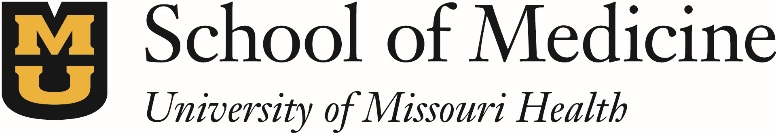 MU
School of Medicine
University of Missouri Health